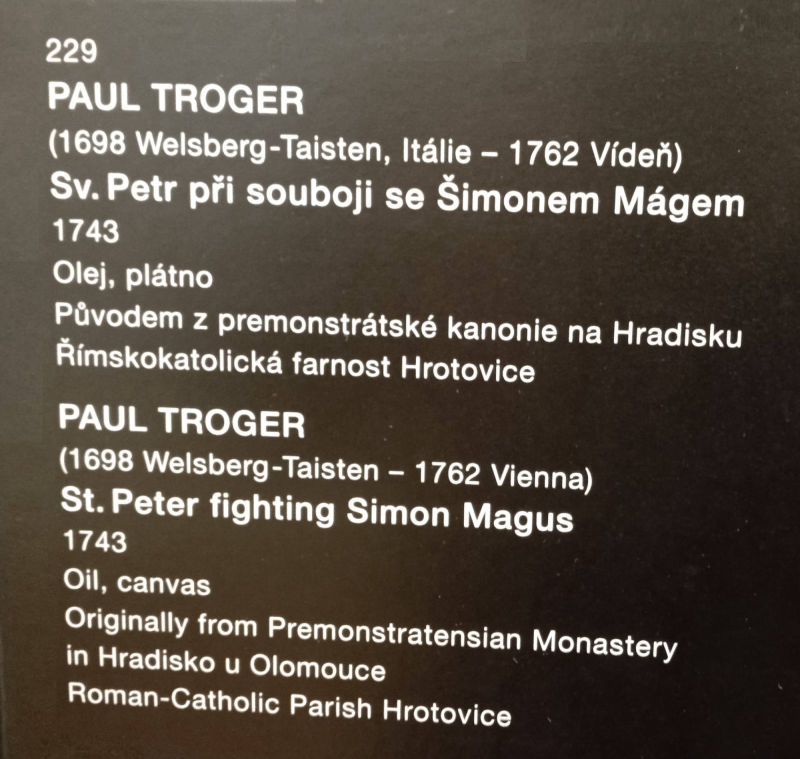 229
PAUL TROGER
(1698 Welsberg-Taisten, Itálie – 1762 Vídeň)
Sv. Petr při souboji se Šimonem Mágem
1743
Olej, plátno
Původem z premonstrátské kanonie na Hradisku
Římskokatolická farnost Hrotovice
PAUL TROGER
(1698 Welsberg-Taisten – 1762 Vienna)
St. Peter fighting Simon Magus
1743
Oil, canvas
Originally from Premonstratensian Monastery
in Hradisko u Olomouce
Roman-Catholic Parish Hrotovice